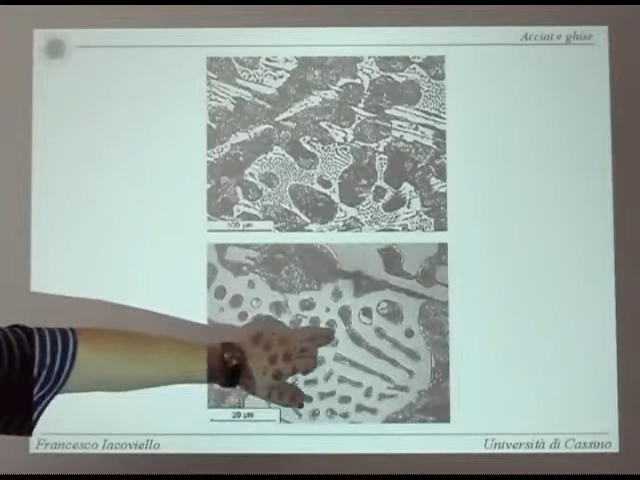 Acciai e ghise
100 µm
20 µm
Francesco Iacoviello
Università di Cassino